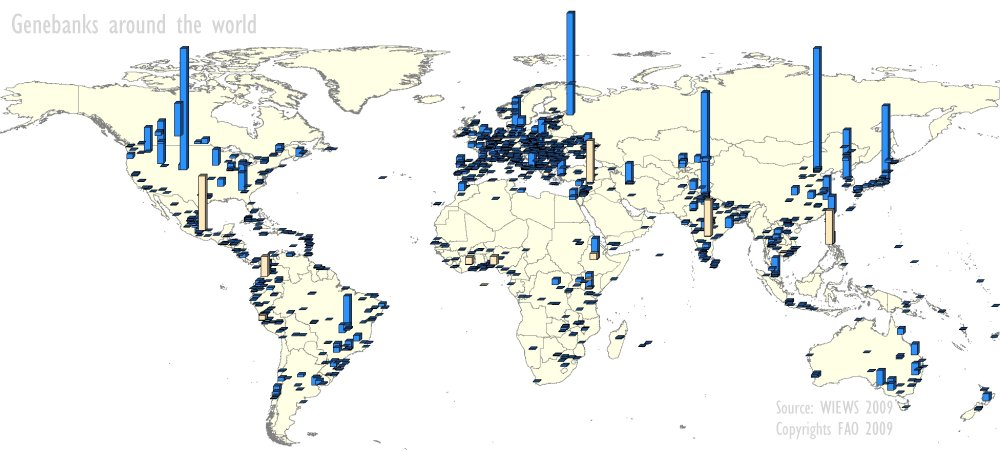 Genebanks around the world
Source: WIEWS 2009
Copyrights FAO 2009